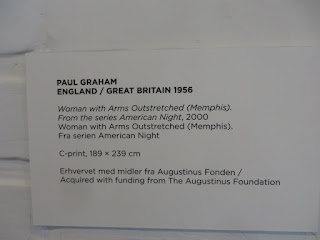 PAUL GRAHAM
ENGLAND / GREAT BRITAIN 1956
Woman with Arms Outstretched (Memphis).
From the series American Night, 2000
Woman with Arms Outstretched (Memphis).
Fra serien American Night
C-print, 189 × 239 cm
Erhvervet med midler fra Augustinus Fonden /
Acquired with funding from The Augustinus Foundation